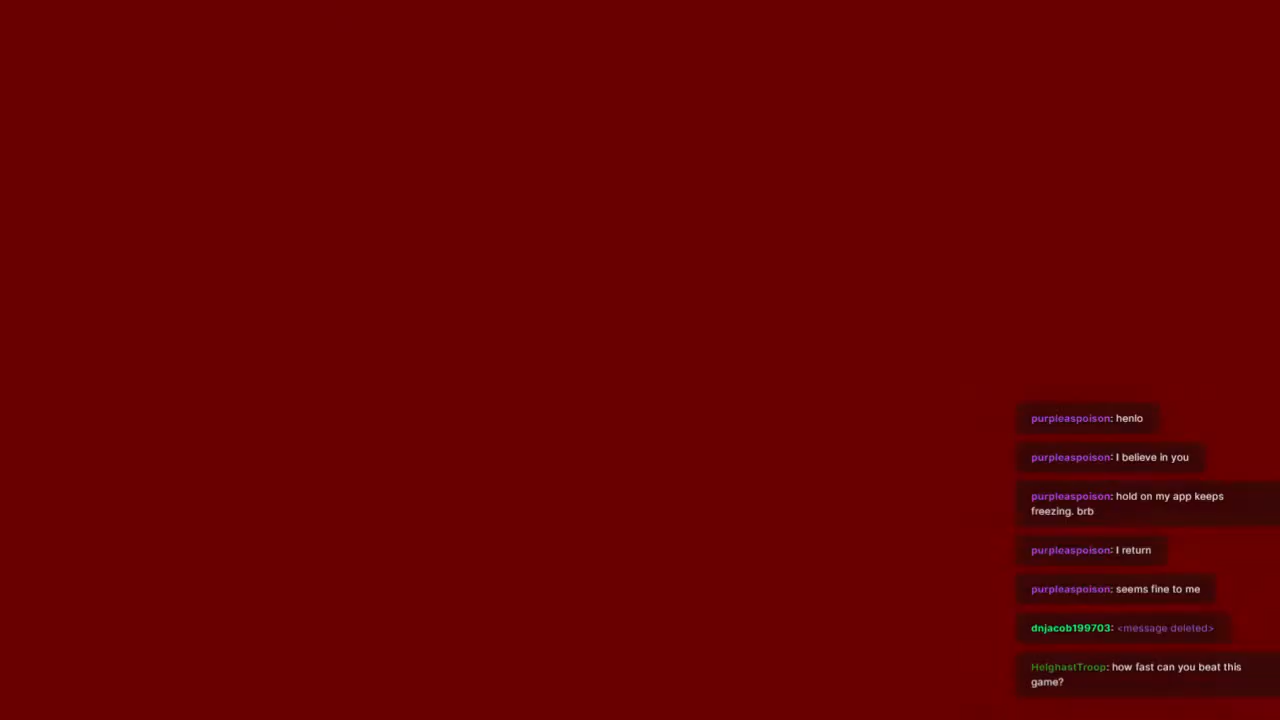 purpleaspoison: henlo
purpleaspoison: I believe in you
purpleaspoison: hold on my app keeps
freezing. brb
purpleaspoison: I return
purpleaspoison: seems fine to me
dnjacob199703: <message deleted>
HelghastTroop: how fast can you beat this
game?